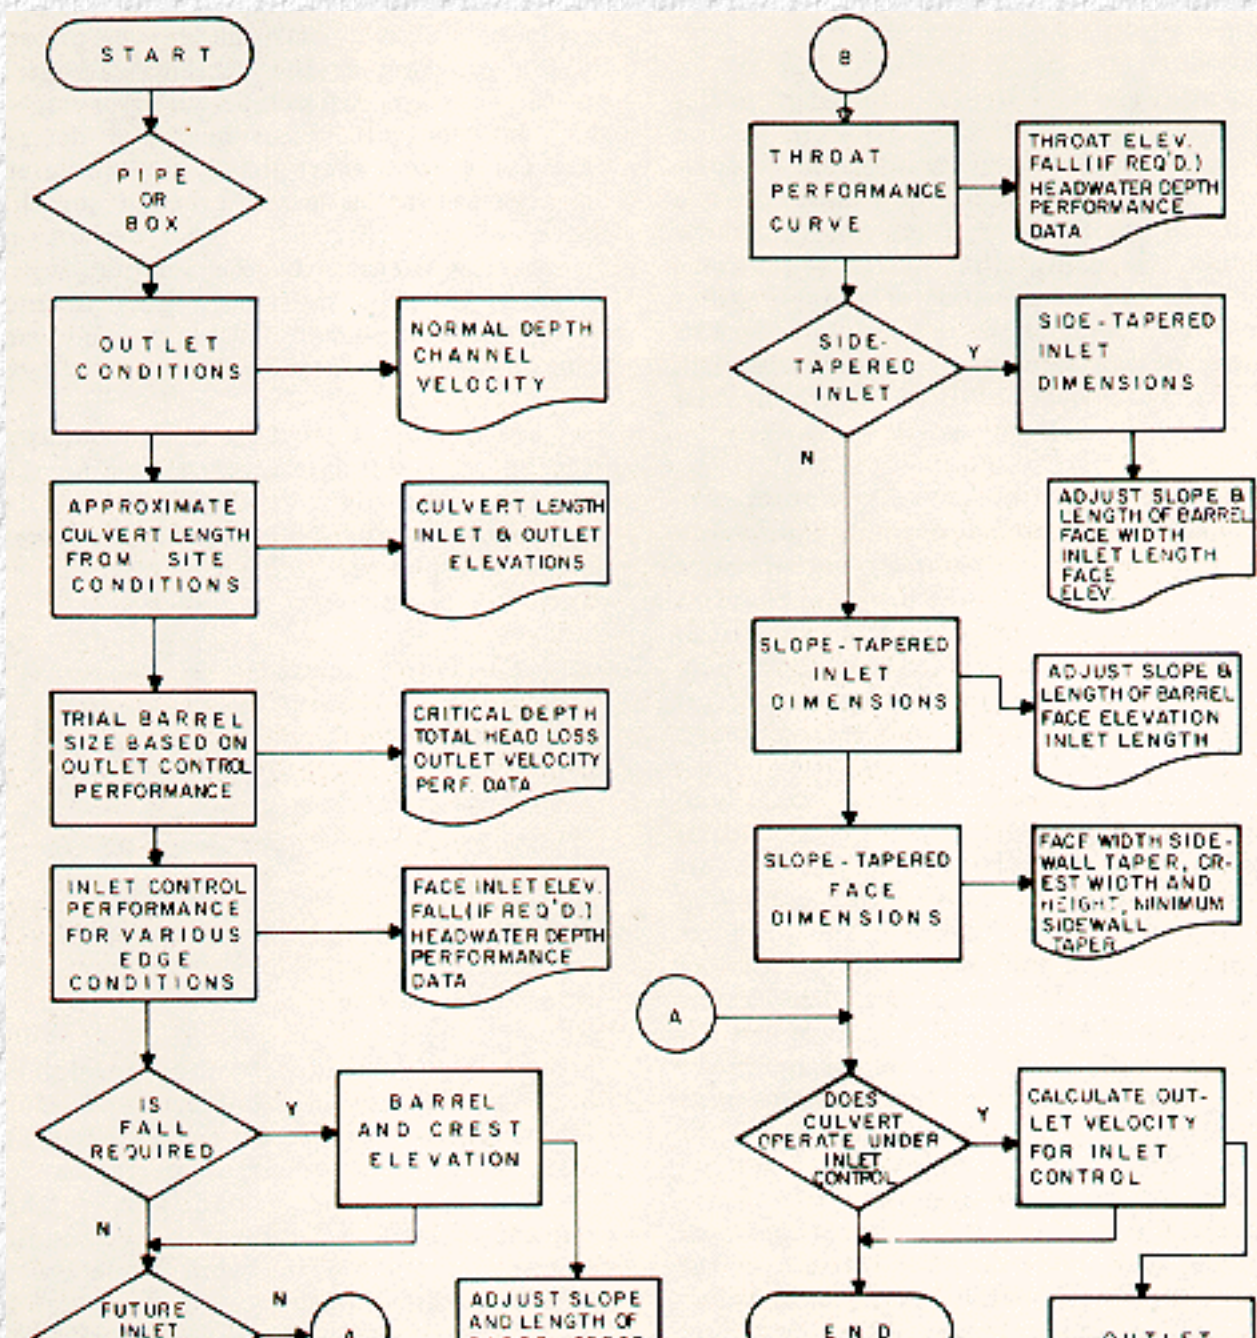 START
PIPE
OR
BOX
OUTLET
CONDITIONS
NORMAL DEPTH
CHANNEL
VELOCITY
APPROXIMATE
CULVERT LENGTH
FROM SITE
CONDITIONS
CULVERT LENGTH
INLET & OUTLET
ELEVATIONS
TRIAL BARREL
SIZE BASED ON
OUTLET CONTROL
PERFORMANCE
CRITICAL DEPTH
TOTAL HEAD LOSS
OUTLET VELOCITY
PERF. DATA
INLET CONTROL
PERFORMANCE
FOR VARIOUS
EDGE
CONDITIONS
FACE INLET ELEV.
FALL (IF REQ'D.)
HEADWATER DEPTH
PERFORMANCE
DATA
IS
FALL
REQUIRED
Y
BARREL
AND CREST
ELEVATION
N
FUTURE
INLET
N
A
ADJUST SLOPE
AND LENGTH OF
B
THROAT
PERFORMANCE
CURVE
THROAT ELEV.
FALL (IF REQ'D.)
HEADWATER DEPTH
PERFORMANCE
DATA
SIDE-
TAPERED
INLET
Y
SIDE-TAPERED
INLET
DIMENSIONS
N
ADJUST SLOPE &
LENGTH OF BARREL
FACE WIDTH
INLET LENGTH
FACE
ELEV.
SLOPE-TAPERED
INLET
DIMENSIONS
ADJUST SLOPE &
LENGTH OF BARREL
FACE ELEVATION
INLET LENGTH
SLOPE-TAPERED
FACE
DIMENSIONS
FACE WIDTH SIDE-
WALL TAPER, CR-
EST WIDTH AND
HEIGHT, MINIMUM
SIDEWALL
TAPER
A
DOES
CULVERT
OPERATE UNDER
INLET
CONTROL
Y
CALCULATE OUT-
LET VELOCITY
FOR INLET
CONTROL
END
OUTLET